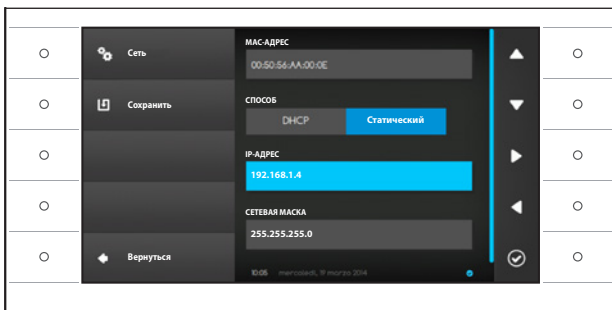 Сеть
Сохранить
Вернуться
MAC-АДРЕС
00:50:56:AA:00:0E
СПОСОБ
DHCP
Статический
IP-АДРЕС
192.168.1.4
СЕТЕВАЯ МАСКА
255.255.255.0
10:05 mercoledì, 19 marzo 2014